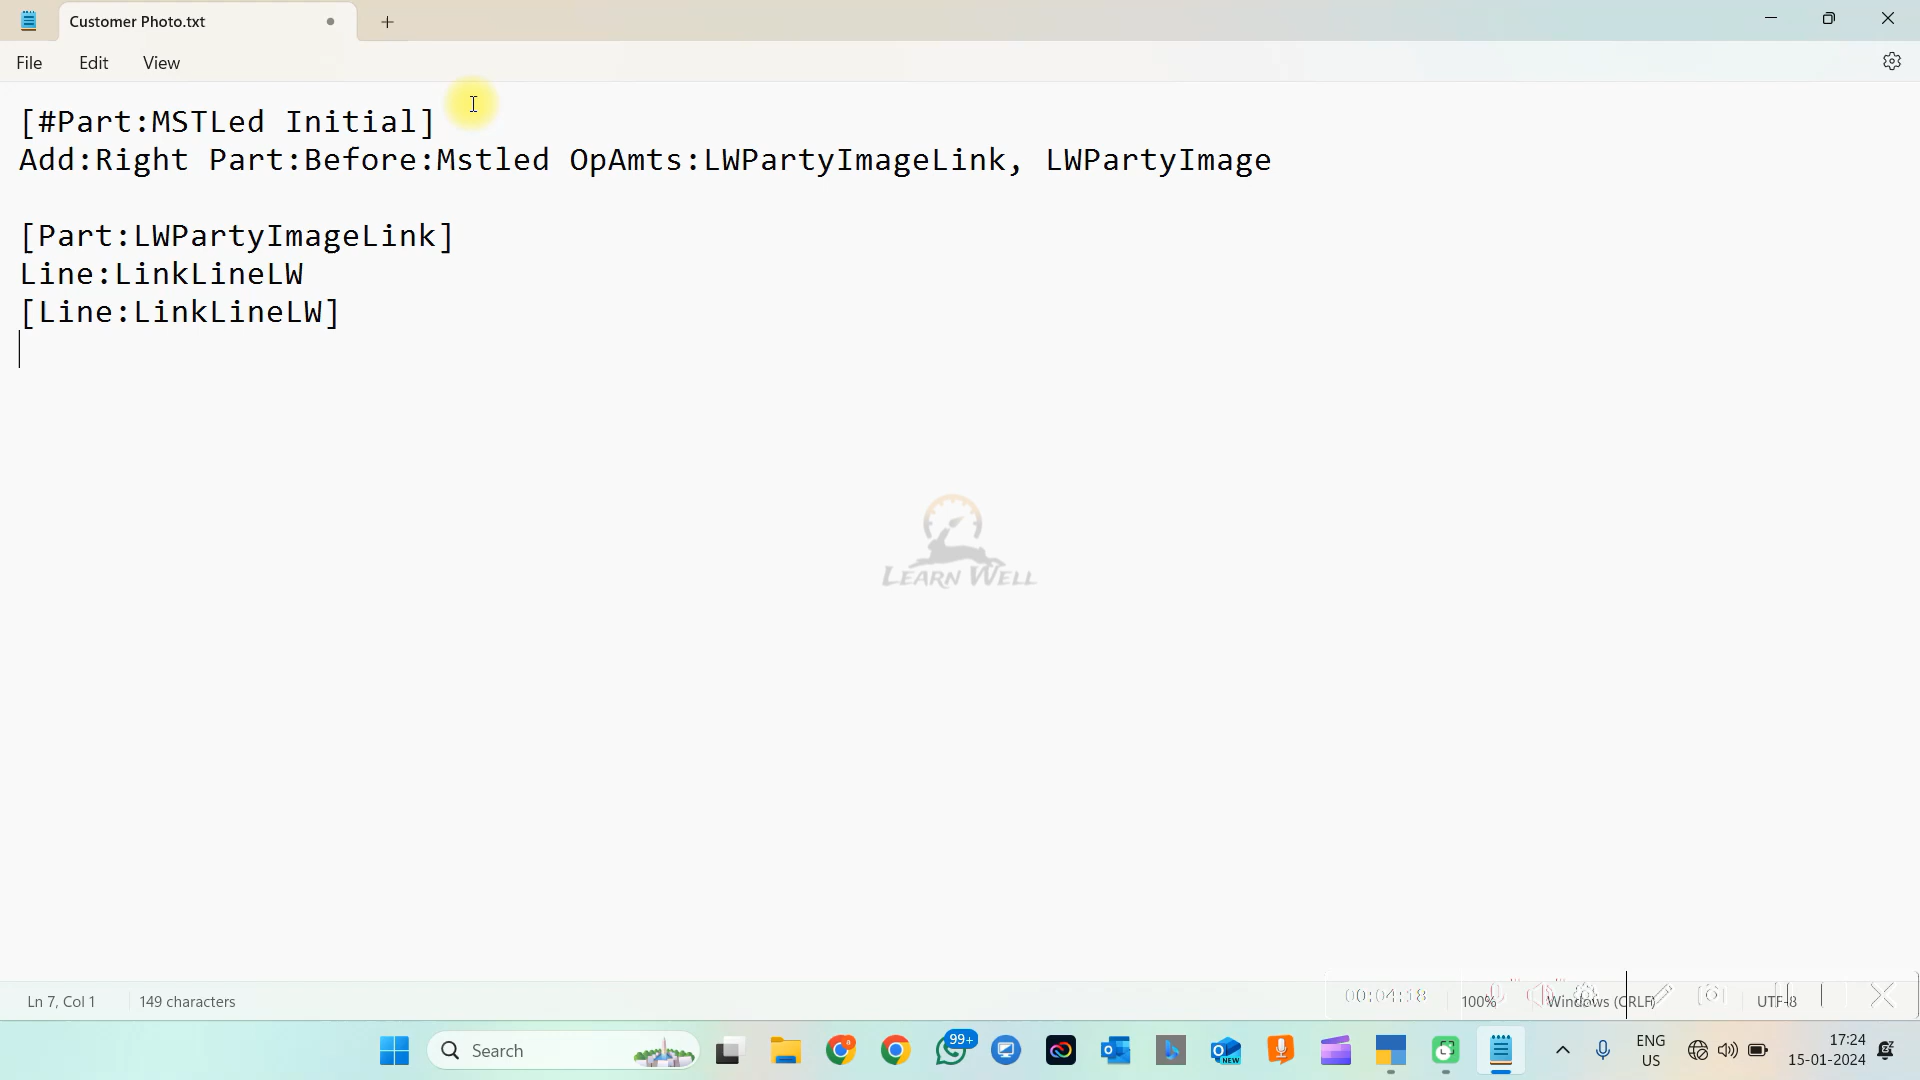 Customer Photo.txt
File Edit View
[#Part:MSTLed Initial]
Add:Right Part:Before:Mstled OpAmts:LWPartyImageLink, LWPartyImage
[Part:LWPartyImageLink]
Line:LinkLineLW
[Line:LinkLineLW]
LEARN WELL
Ln 7, Col 1 149 characters 00:04:18 100% Windows (CRLF) UTF-8
Search 99+ NEW ENG US 17:24 15-01-2024